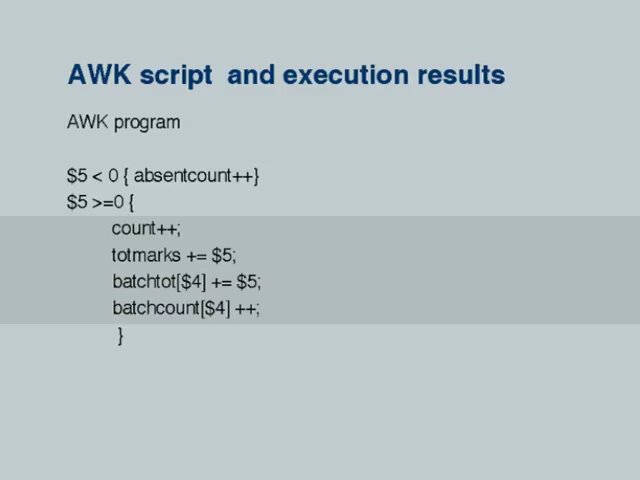 AWK script  and execution results
AWK program
$5 < 0 { absentcount++}
$5 >=0 {
count++;
totmarks += $5;
batchtot[$4] += $5;
batchcount[$4] ++;
}